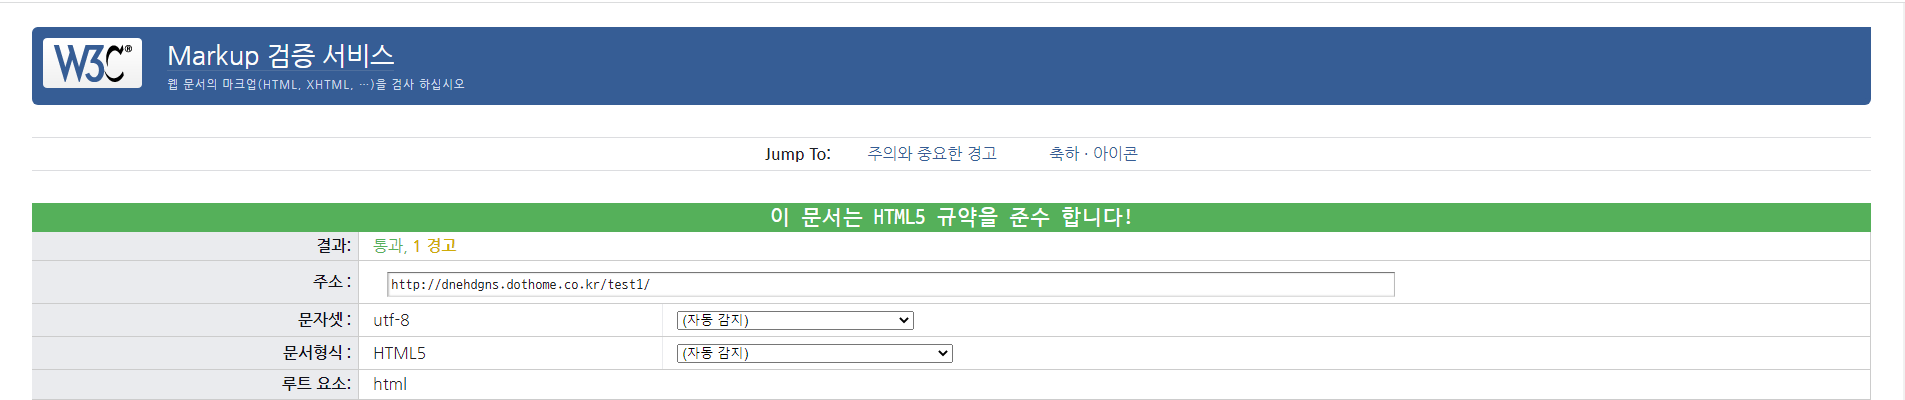 W3C®
Markup 검증 서비스
웹 문서의 마크업(HTML, XHTML, …)을 검사 하십시오
Jump To: 주의와 중요한 경고 축하 · 아이콘
이 문서는 HTML5 규약을 준수 합니다!
결과: 통과, 1 경고
주소 : http://dnehdgns.dothome.co.kr/test1/
문자셋 : utf-8 (자동 감지)
문서형식 : HTML5 (자동 감지)
루트 요소: html